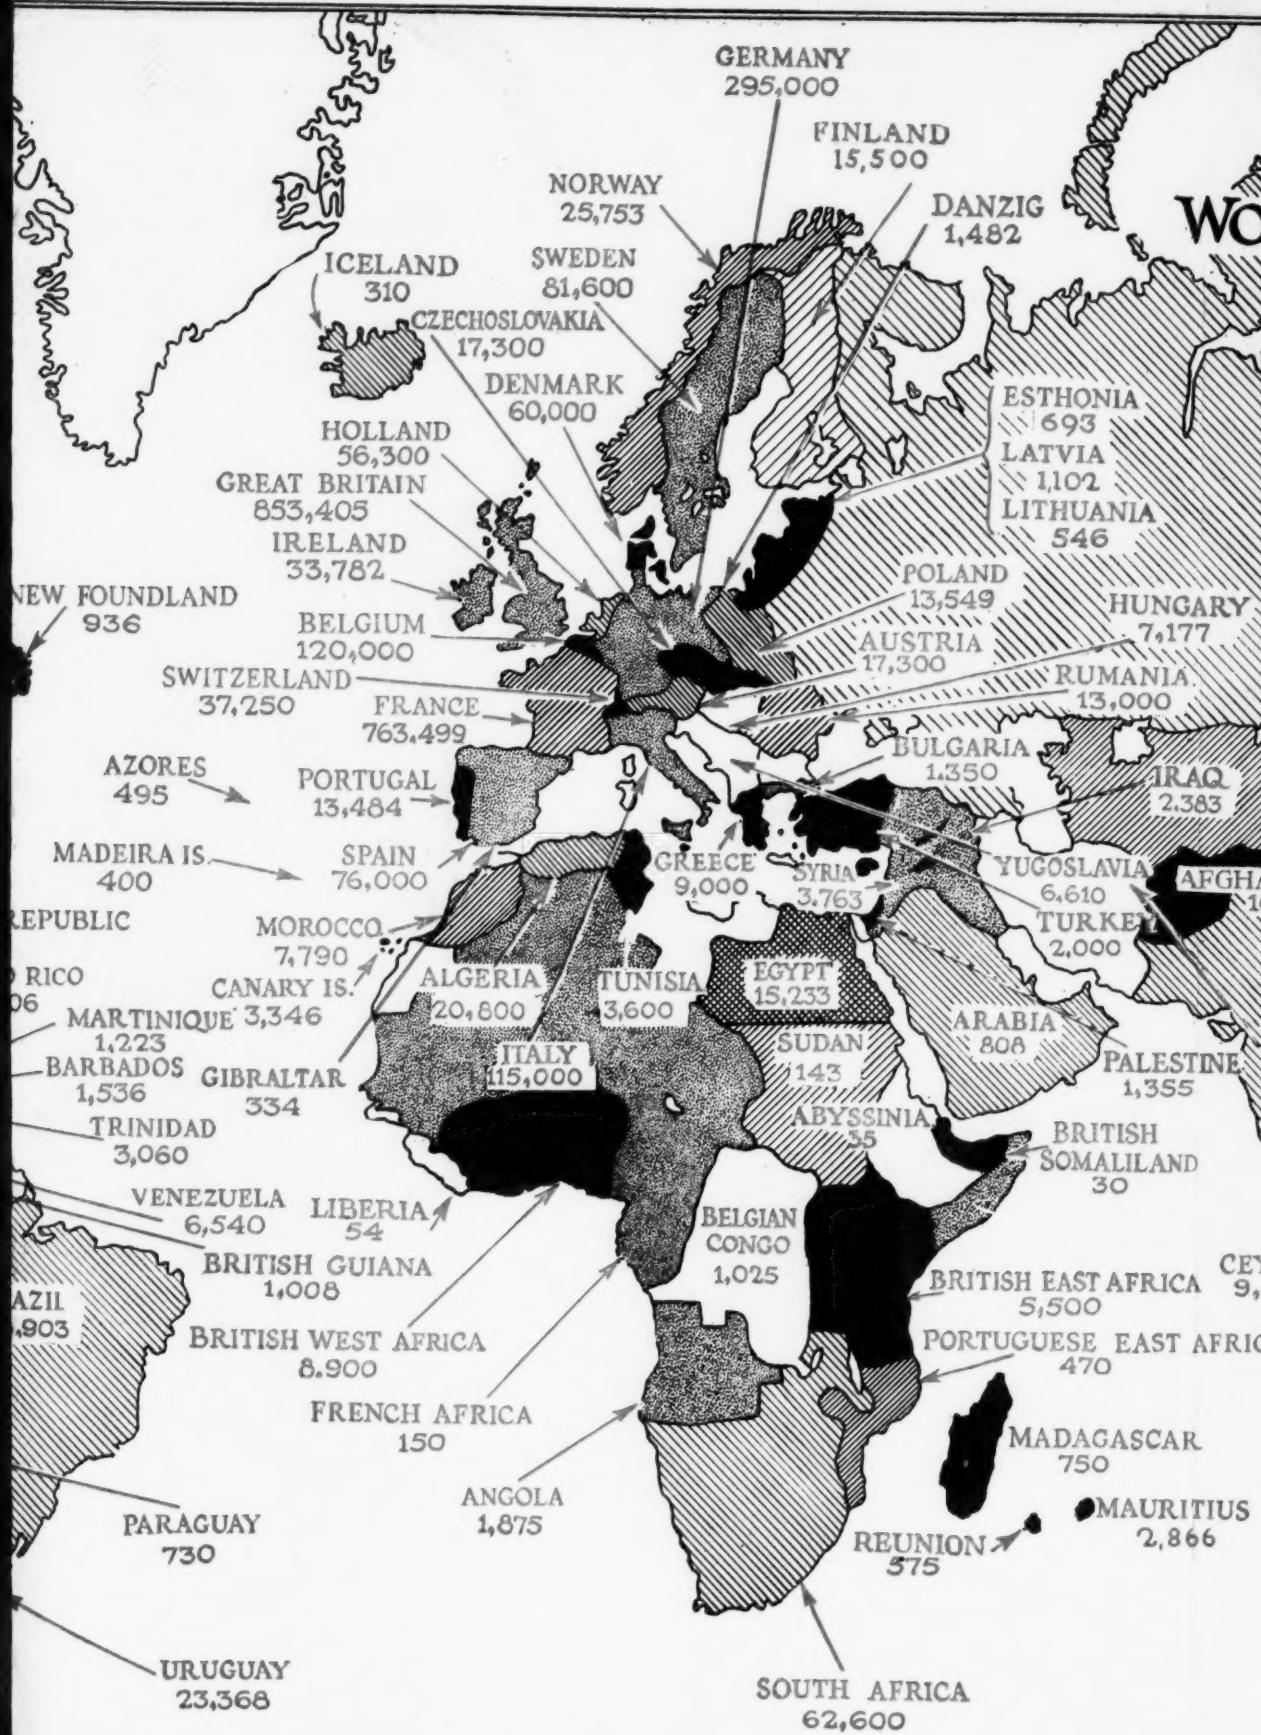 GERMANY
295,000
FINLAND
15,500
NORWAY
25,753
DANZIG
1,482
WO
ICELAND
310
SWEDEN
81,600
CZECHOSLOVAKIA
17,300
DENMARK
60,000
ESTHONIA
693
LATVIA
1,102
LITHUANIA
546
HOLLAND
56,300
GREAT BRITAIN
853,405
IRELAND
33,782
NEW FOUNDLAND
936
POLAND
13,549
HUNGARY
7,177
BELGIUM
120,000
AUSTRIA
17,300
SWITZERLAND
37,250
RUMANIA
13,000
FRANCE
763,499
BULGARIA
1,350
AZORES
495
PORTUGAL
13,484
IRAQ
2,383
MADEIRA IS.
400
SPAIN
76,000
GREECE
9,000
SYRIA
3,763
YUGOSLAVIA
6,610
AFGHA
10
REPUBLIC
MOROCCO
7,790
TURKEY
2,000
O RICO
06
CANARY IS.
3,346
ALGERIA
20,800
TUNISIA
3,600
EGYPT
15,233
MARTINIQUE
1,223
ARABIA
808
SUDAN
143
BARBADOS
1,536
GIBRALTAR
334
ITALY
115,000
PALESTINE
1,355
TRINIDAD
3,060
ABYSSINIA
35
BRITISH
SOMALILAND
30
VENEZUELA
6,540
LIBERIA
54
BELGIAN
CONGO
1,025
BRITISH GUIANA
1,008
BRITISH EAST AFRICA
5,500
CEY
9,
AZIL
,903
BRITISH WEST AFRICA
8.900
PORTUGUESE EAST AFRIC
470
FRENCH AFRICA
150
MADAGASCAR
750
ANGOLA
1,875
MAURITIUS
2,866
PARAGUAY
730
REUNION
575
URUGUAY
23,368
SOUTH AFRICA
62,600